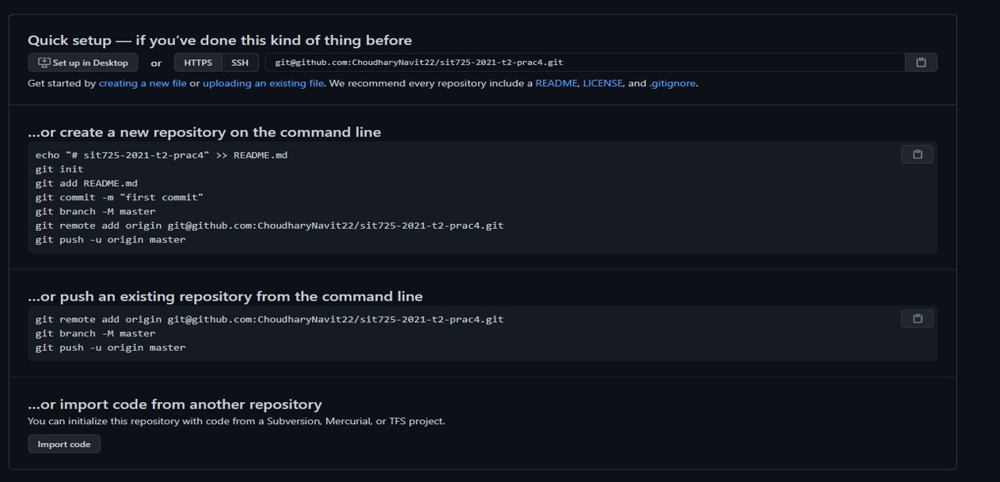 Quick setup — if you've done this kind of thing before
Set up in Desktop or HTTPS SSH git@github.com:ChoudharyNavit22/sit725-2021-t2-prac4.git
Get started by creating a new file or uploading an existing file. We recommend every repository include a README, LICENSE, and .gitignore.
...or create a new repository on the command line
echo "# sit725-2021-t2-prac4" >> README.md
git init
git add README.md
git commit -m "first commit"
git branch -M master
git remote add origin git@github.com:ChoudharyNavit22/sit725-2021-t2-prac4.git
git push -u origin master
...or push an existing repository from the command line
git remote add origin git@github.com:ChoudharyNavit22/sit725-2021-t2-prac4.git
git branch -M master
git push -u origin master
...or import code from another repository
You can initialize this repository with code from a Subversion, Mercurial, or TFS project.
Import code